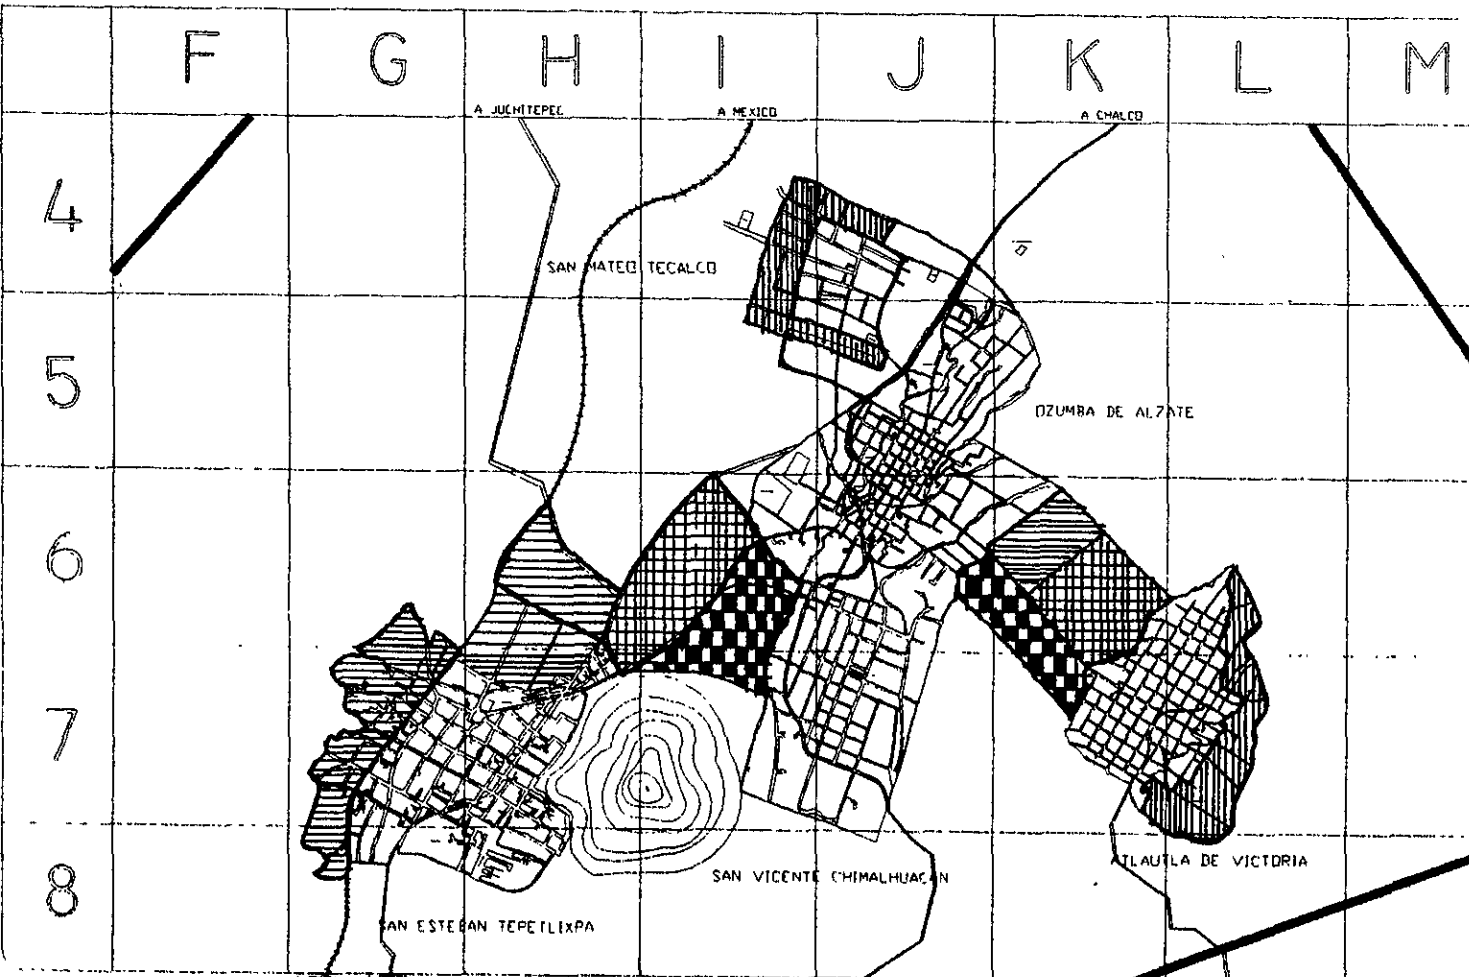 F G H I J K L M
A JUCHITEPEC A MEXICO A CHALCO
4
SAN MATEO TECALCO
5
OZUMBA DE ALZATE
6
7
ATLAUTLA DE VICTORIA
SAN VICENTE CHIMALHUACAN
8
SAN ESTEBAN TEPETLIXPA